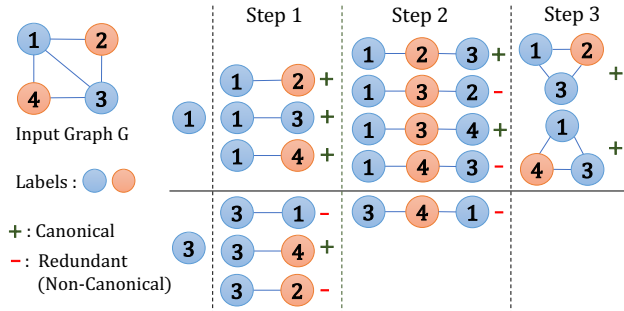 Step 1
Step 2
Step 3
1 2
4 3
Input Graph G
Labels :
+ : Canonical
- : Redundant
(Non-Canonical)
1
1 2 +
1 3 +
1 4 +
1 2 3 +
1 3 2 -
1 3 4 +
1 4 3 -
1 2
3
+
1
4 3
+
3
3 1 -
3 4 +
3 2 -
3 4 1 -